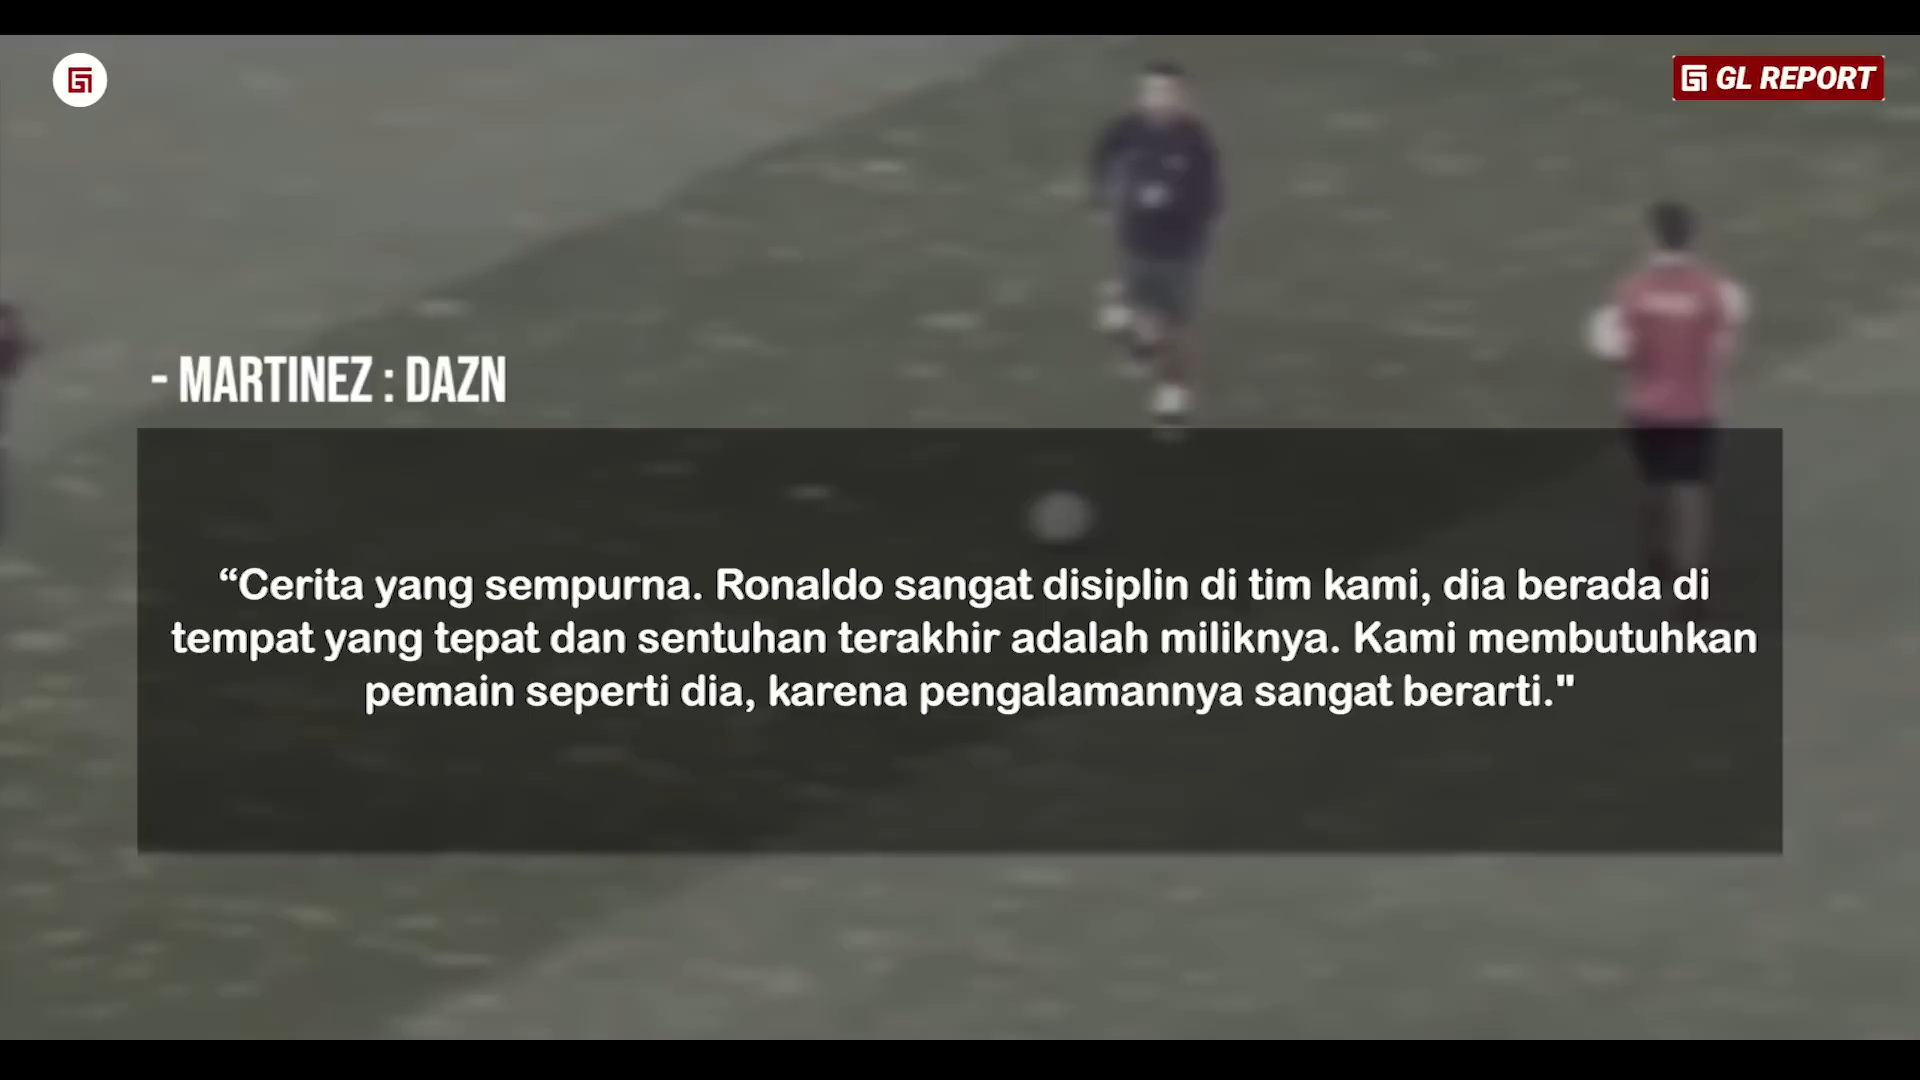 GL REPORT
- MARTINEZ : DAZN
“Cerita yang sempurna. Ronaldo sangat disiplin di tim kami, dia berada di
tempat yang tepat dan sentuhan terakhir adalah miliknya. Kami membutuhkan
pemain seperti dia, karena pengalamannya sangat berarti."